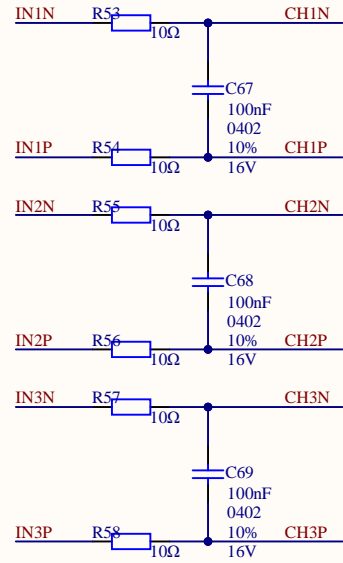 IN1N R53 CH1N
10Ω
C67
100nF
0402
IN1P R54 10% CH1P
10Ω 16V
IN2N R55 CH2N
10Ω
C68
100nF
0402
IN2P R56 10% CH2P
10Ω 16V
IN3N R57 CH3N
10Ω
C69
100nF
0402
IN3P R58 10% CH3P
10Ω 16V